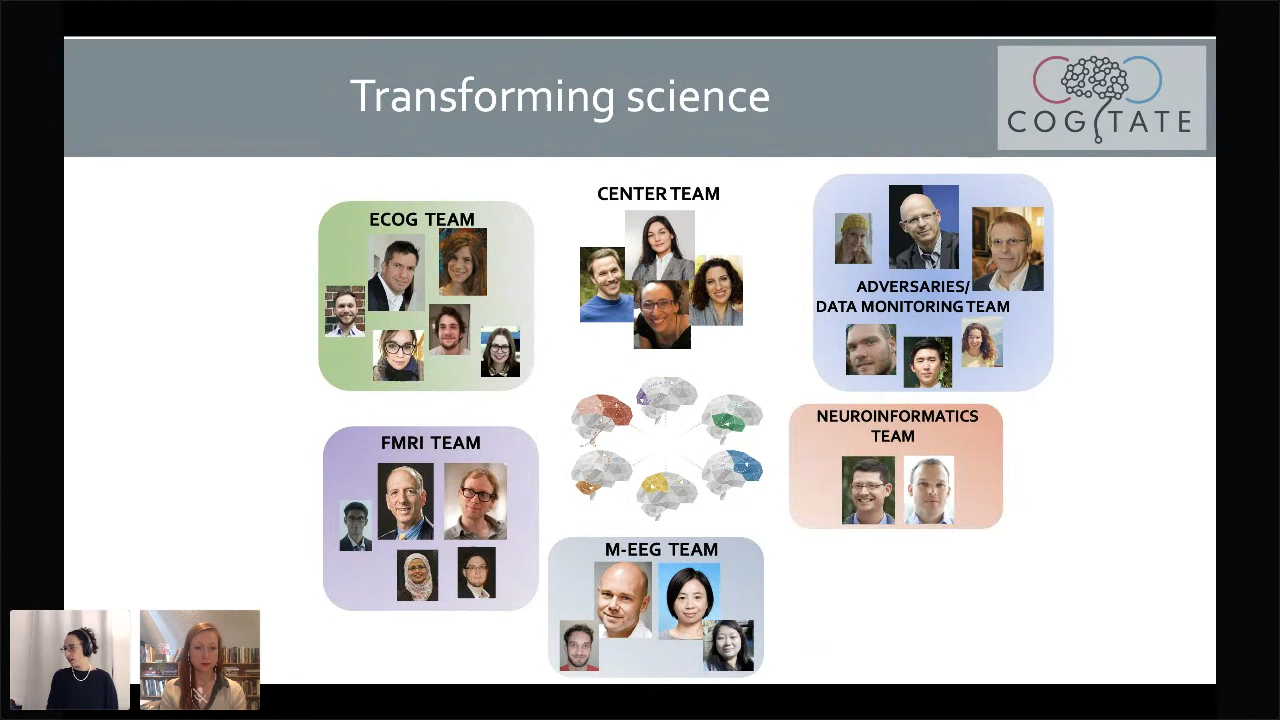 Transforming science
COGITATE
CENTER TEAM
ECOG TEAM
ADVERSARIES/
DATA MONITORING TEAM
NEUROINFORMATICS
TEAM
FMRI TEAM
M-EEG TEAM